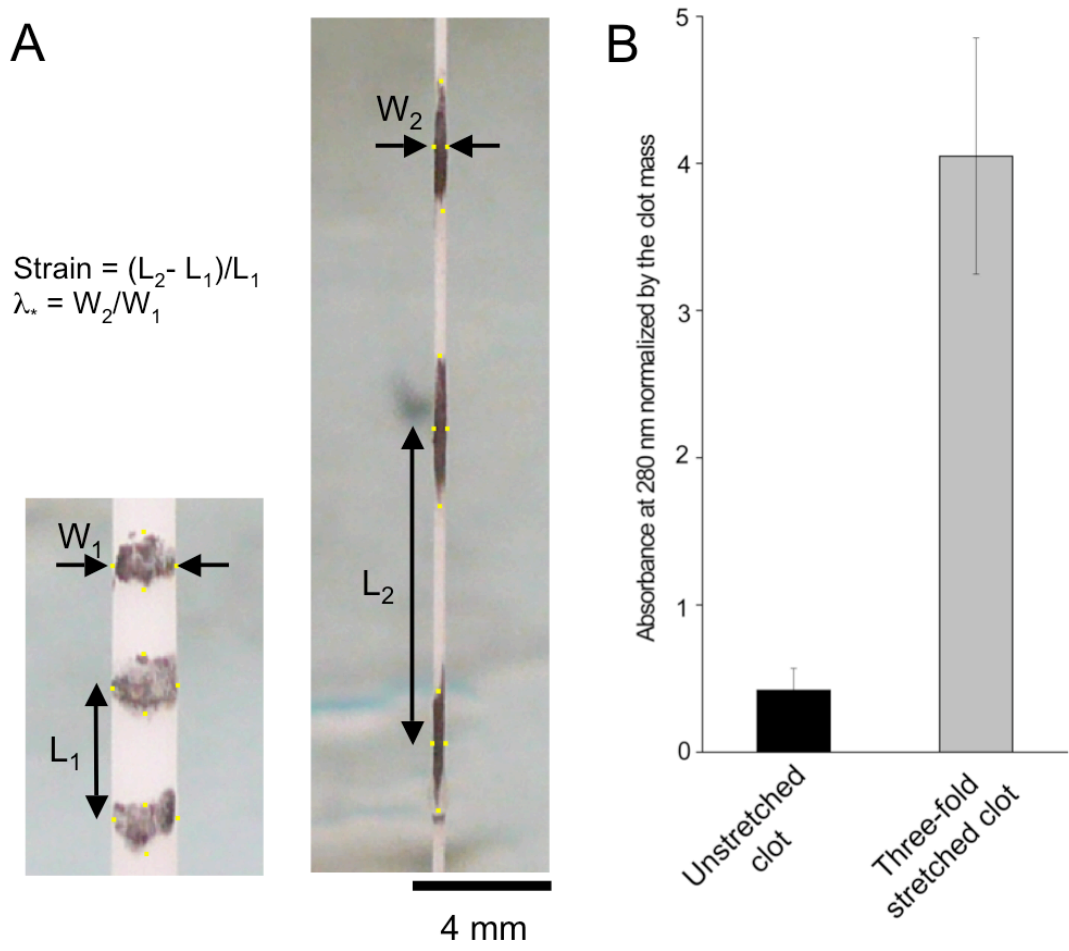 A
W₂
Strain = (L₂- L₁)/L₁
λ* = W₂/W₁
W₁
L₁
L₂
4 mm
B
Absorbance at 280 nm normalized by the clot mass
5
4
3
2
1
0
Unstretched
clot
Three-fold
stretched clot